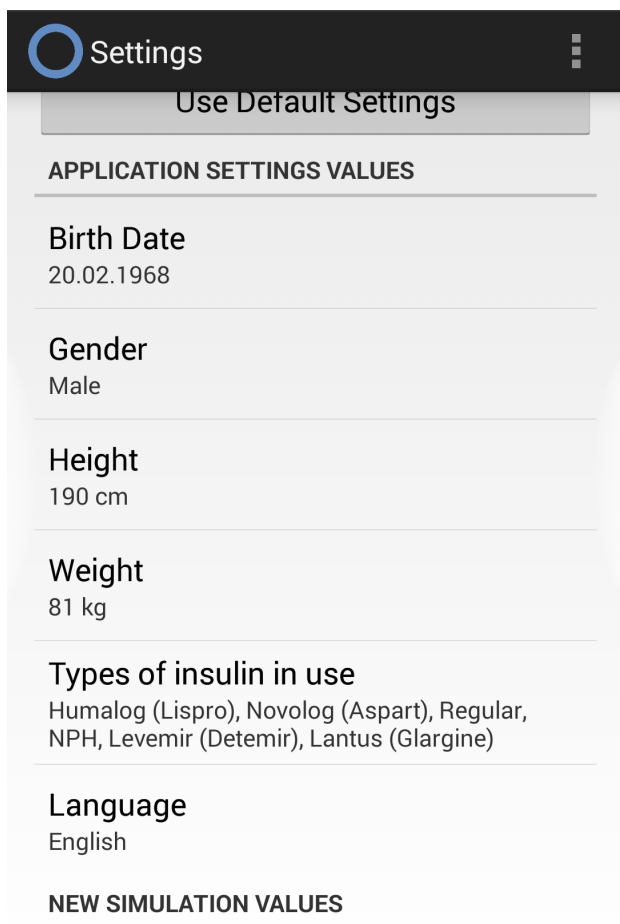 Settings
Use Default Settings
APPLICATION SETTINGS VALUES
Birth Date
20.02.1968
Gender
Male
Height
190 cm
Weight
81 kg
Types of insulin in use
Humalog (Lispro), Novolog (Aspart), Regular,
NPH, Levemir (Detemir), Lantus (Glargine)
Language
English
NEW SIMULATION VALUES